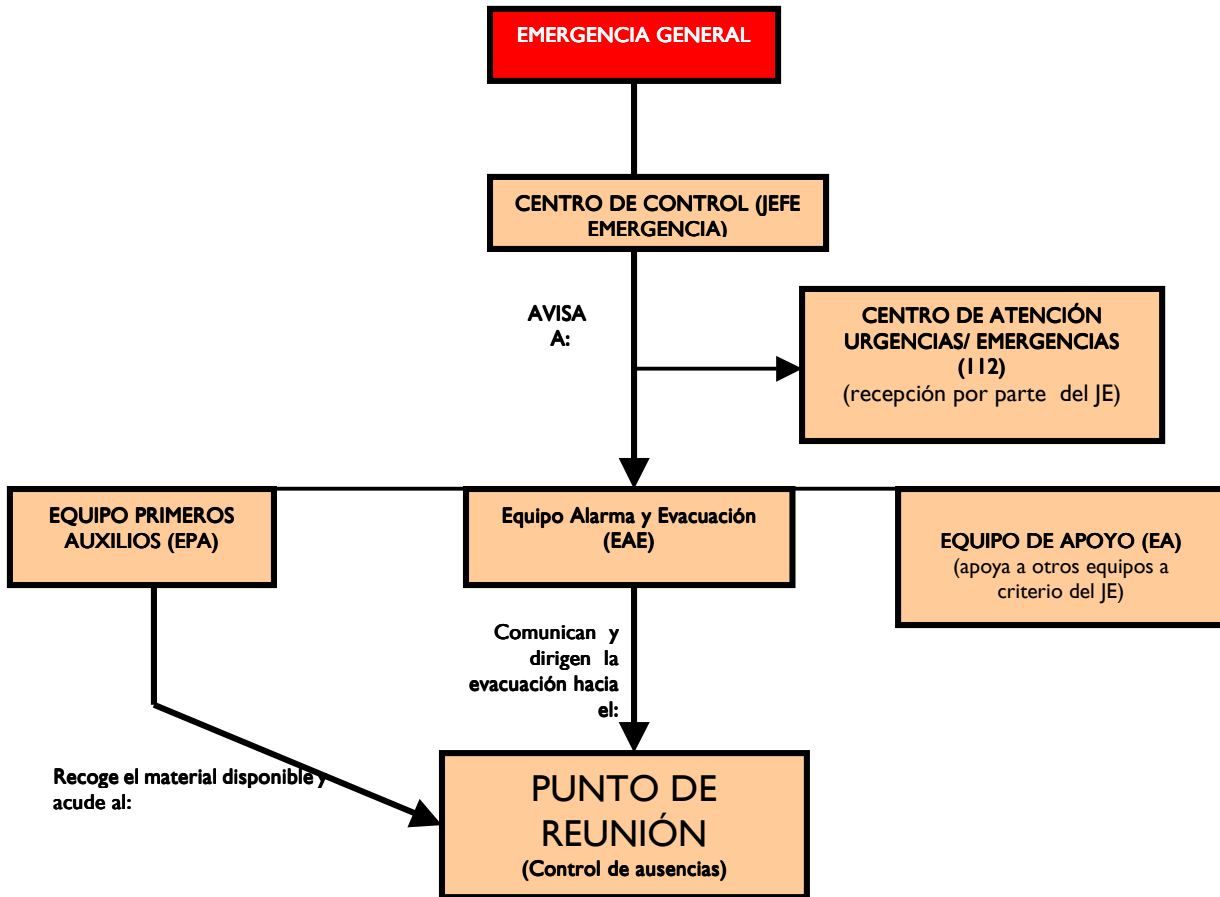 EMERGENCIA GENERAL
CENTRO DE CONTROL (JEFE
EMERGENCIA)
AVISA
A:
CENTRO DE ATENCIÓN
URGENCIAS/ EMERGENCIAS
(112)
(recepción por parte del JE)
EQUIPO PRIMEROS
AUXILIOS (EPA)
Equipo Alarma y Evacuación
(EAE)
EQUIPO DE APOYO (EA)
(apoya a otros equipos a
criterio del JE)
Comunican y
dirigen la
evacuación hacia
el:
Recoge el material disponible y
acude al:
PUNTO DE
REUNIÓN
(Control de ausencias)